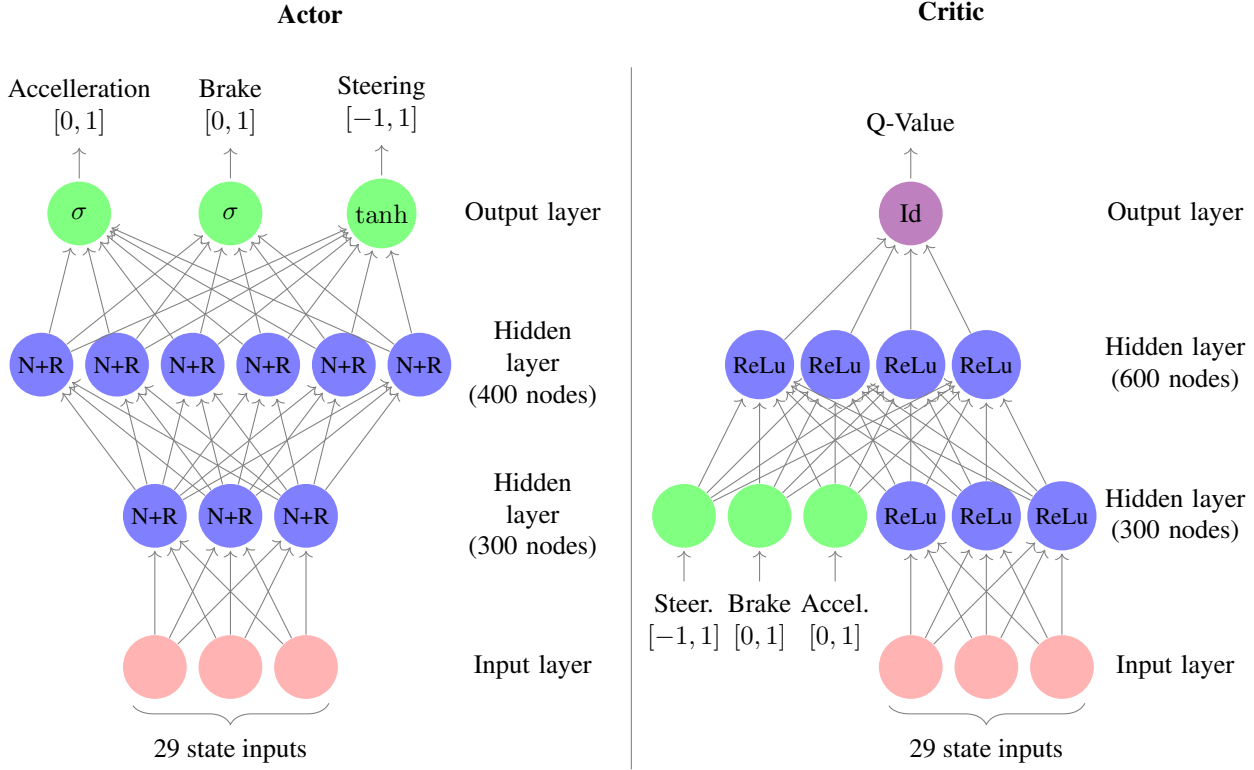 Actor
Accelleration
[0, 1]
Brake
[0, 1]
Steering
[−1, 1]
σ
σ
tanh
Output layer
N+R
N+R
N+R
N+R
N+R
N+R
Hidden
layer
(400 nodes)
N+R
N+R
N+R
Hidden
layer
(300 nodes)
Input layer
29 state inputs
Critic
Q-Value
Id
Output layer
ReLu
ReLu
ReLu
ReLu
Hidden layer
(600 nodes)
ReLu
ReLu
ReLu
Hidden layer
(300 nodes)
Steer.
[−1, 1]
Brake
[0, 1]
Accel.
[0, 1]
Input layer
29 state inputs